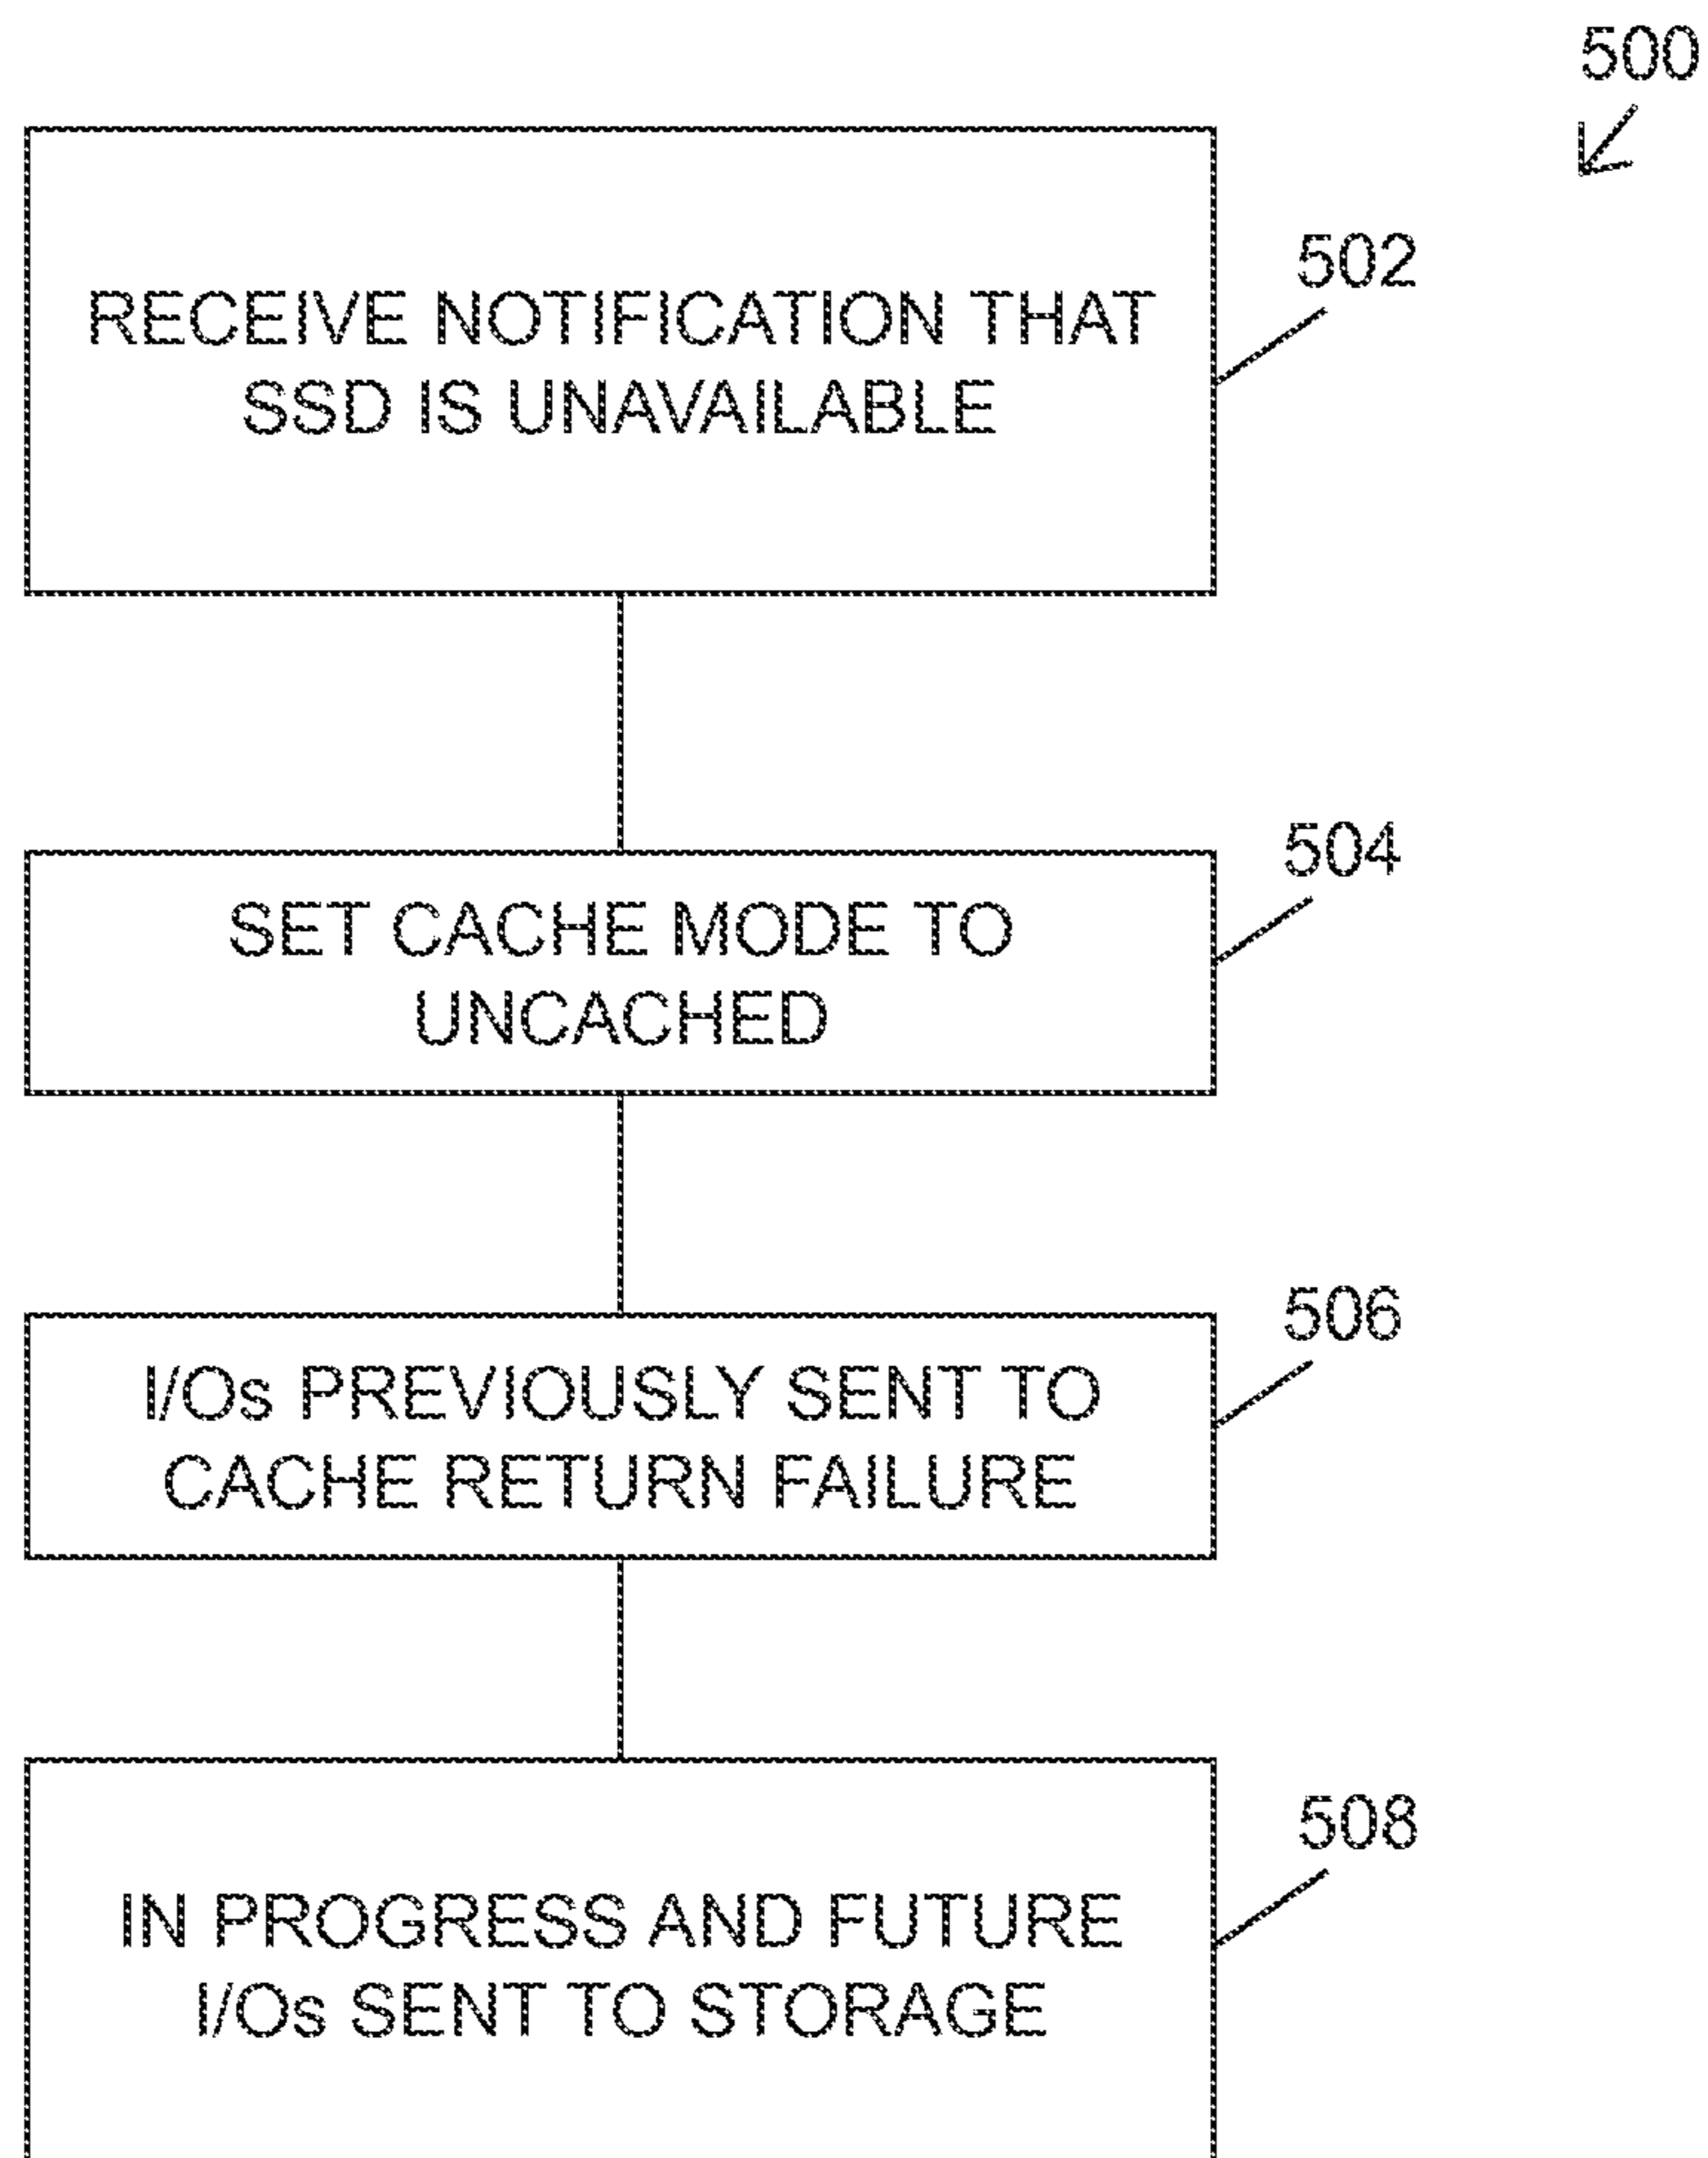 500
502
RECEIVE NOTIFICATION THAT
SSD IS UNAVAILABLE
504
SET CACHE MODE TO
UNCACHED
506
I/Os PREVIOUSLY SENT TO
CACHE RETURN FAILURE
508
IN PROGRESS AND FUTURE
I/Os SENT TO STORAGE